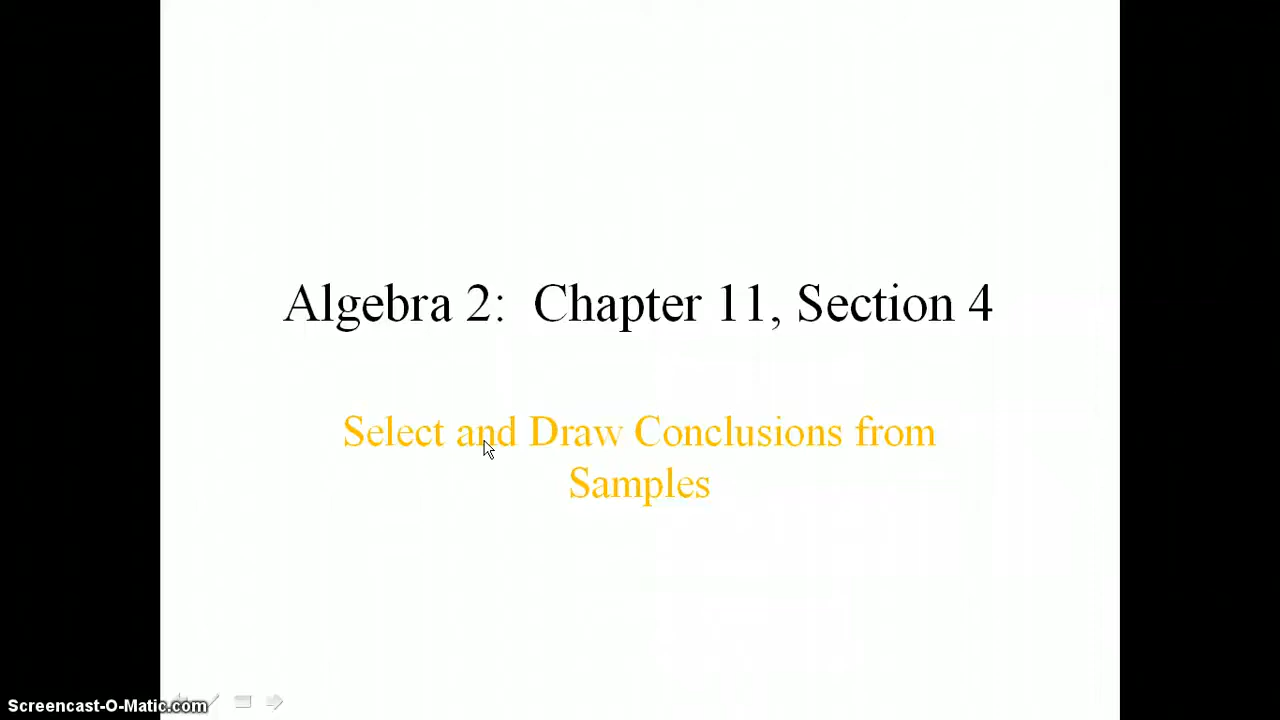 Algebra 2:  Chapter 11, Section 4
Select and Draw Conclusions from
Samples
Screencast-O-Matic.com